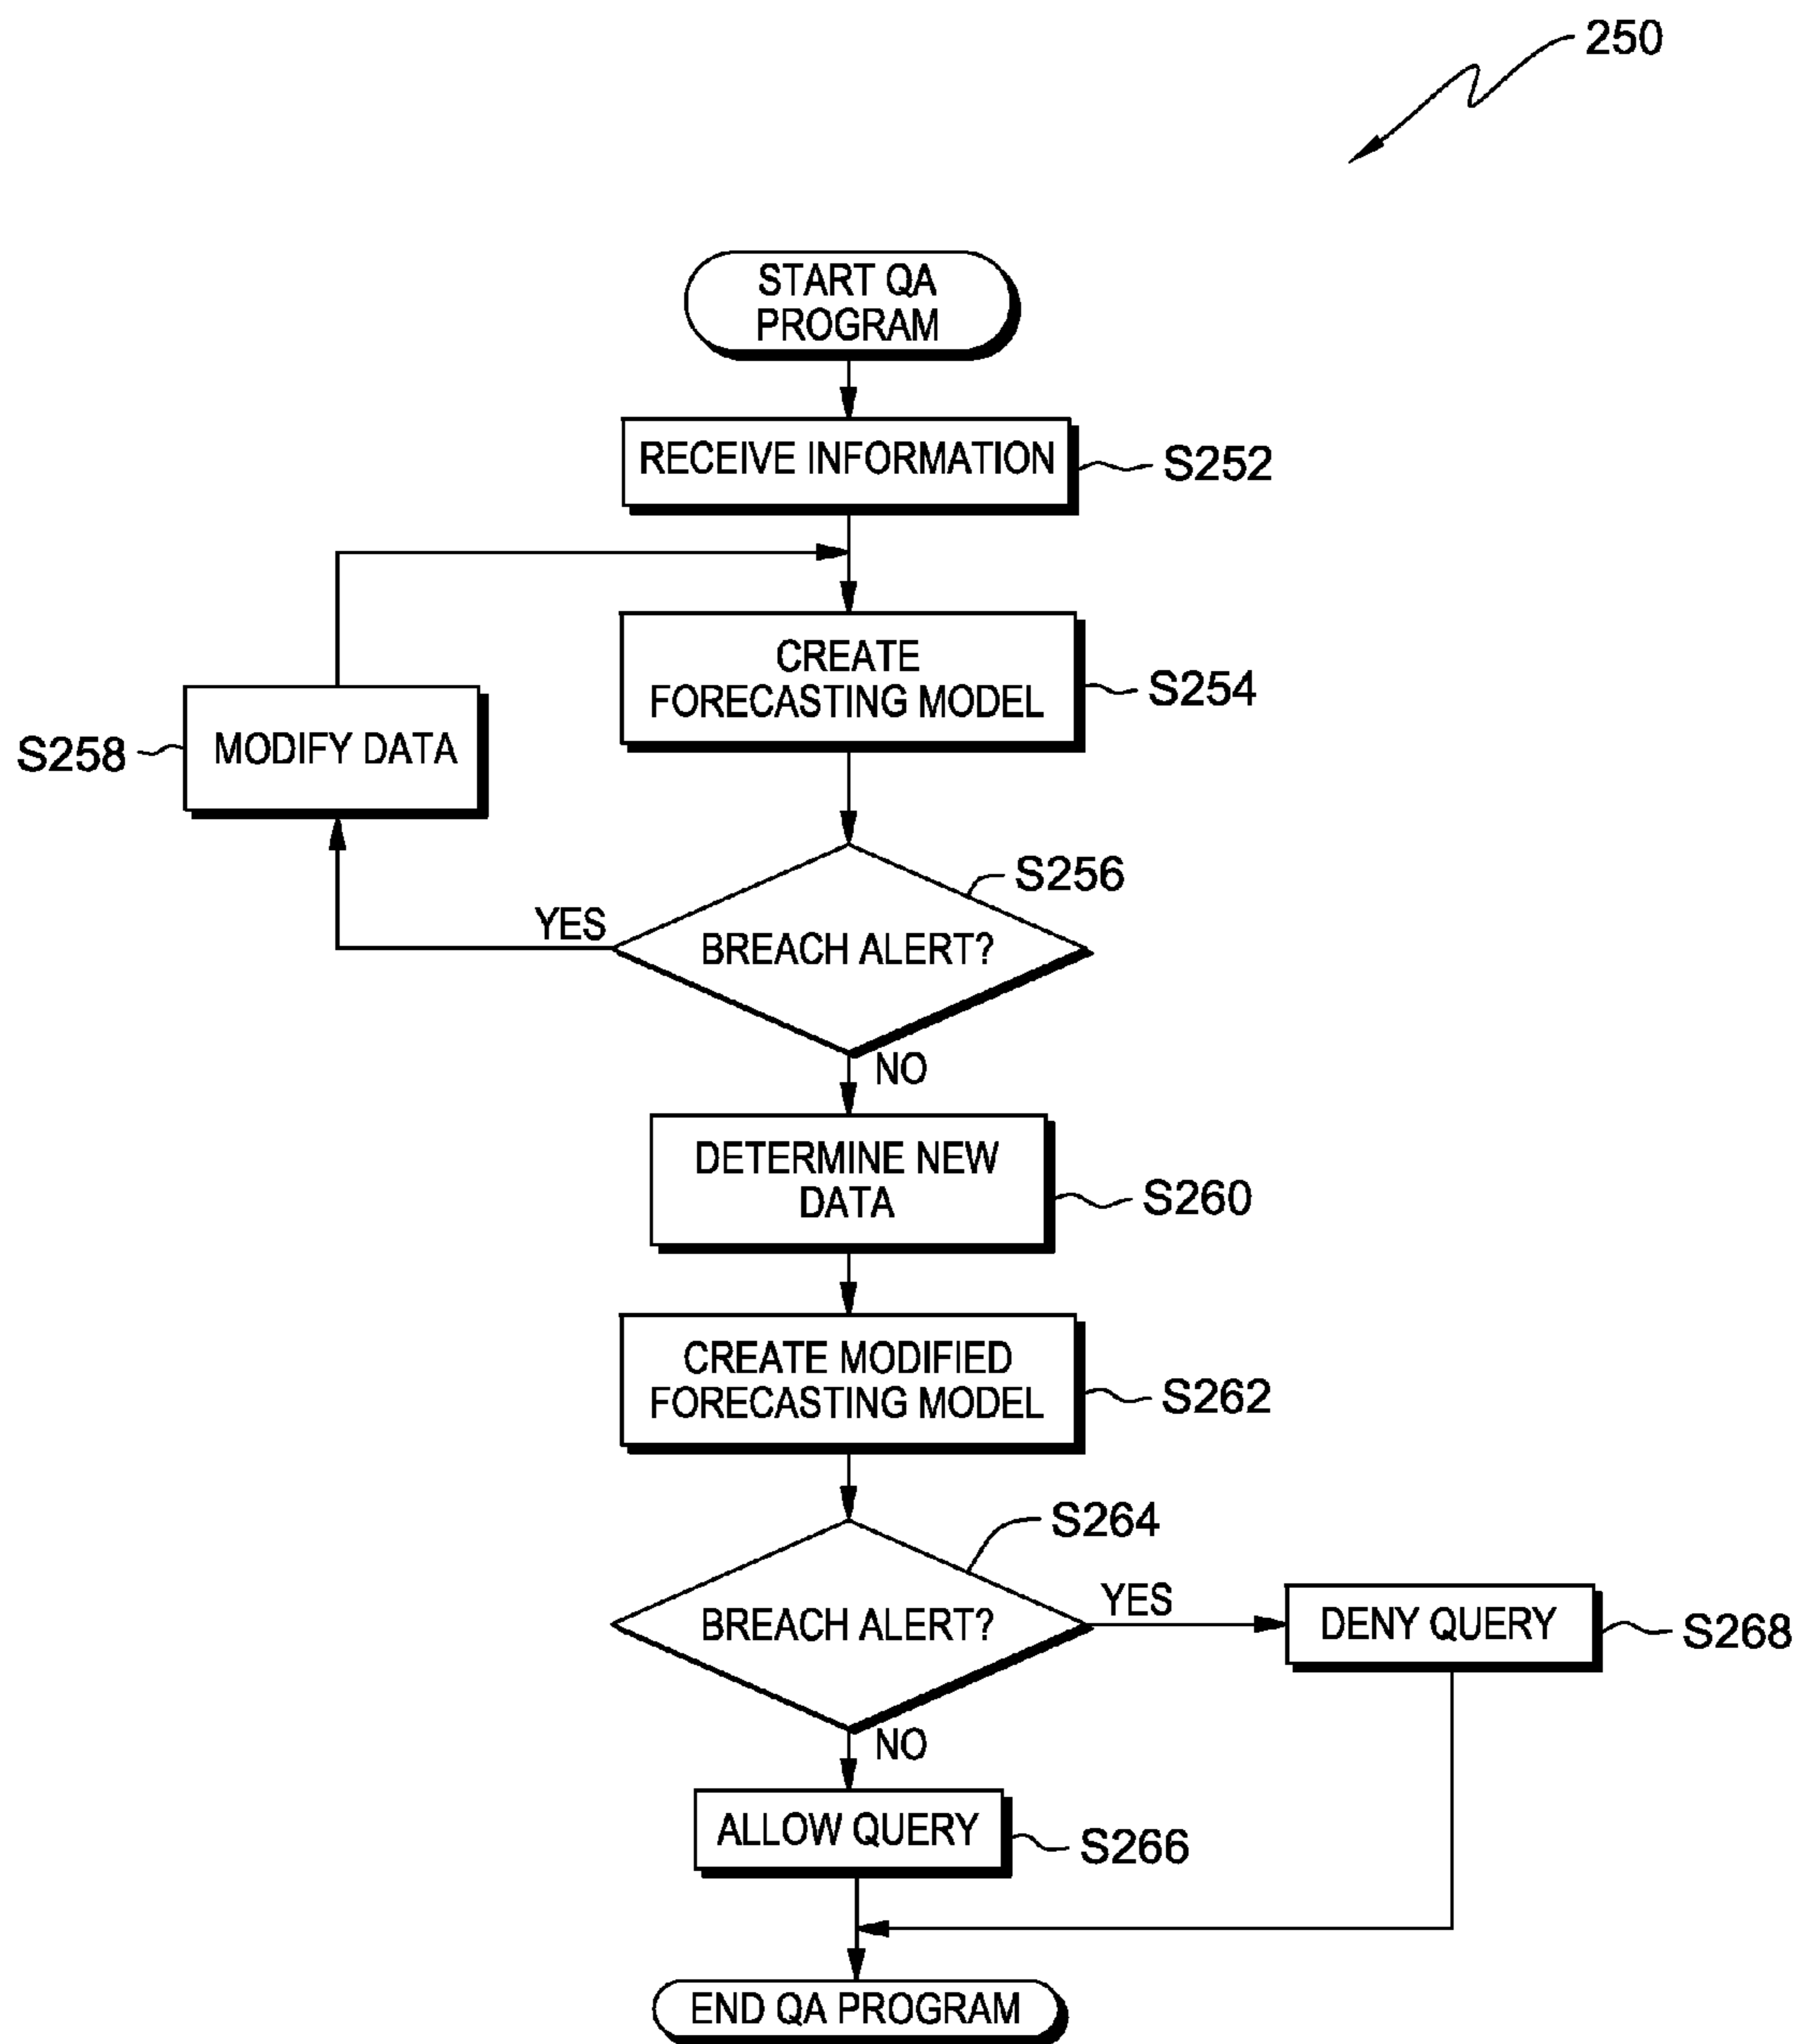 250
START QA
PROGRAM
RECEIVE INFORMATION
S252
CREATE
FORECASTING MODEL
S254
MODIFY DATA
S258
BREACH ALERT?
S256
YES
NO
DETERMINE NEW
DATA
S260
CREATE MODIFIED
FORECASTING MODEL
S262
BREACH ALERT?
S264
YES
DENY QUERY
S268
NO
ALLOW QUERY
S266
END QA PROGRAM